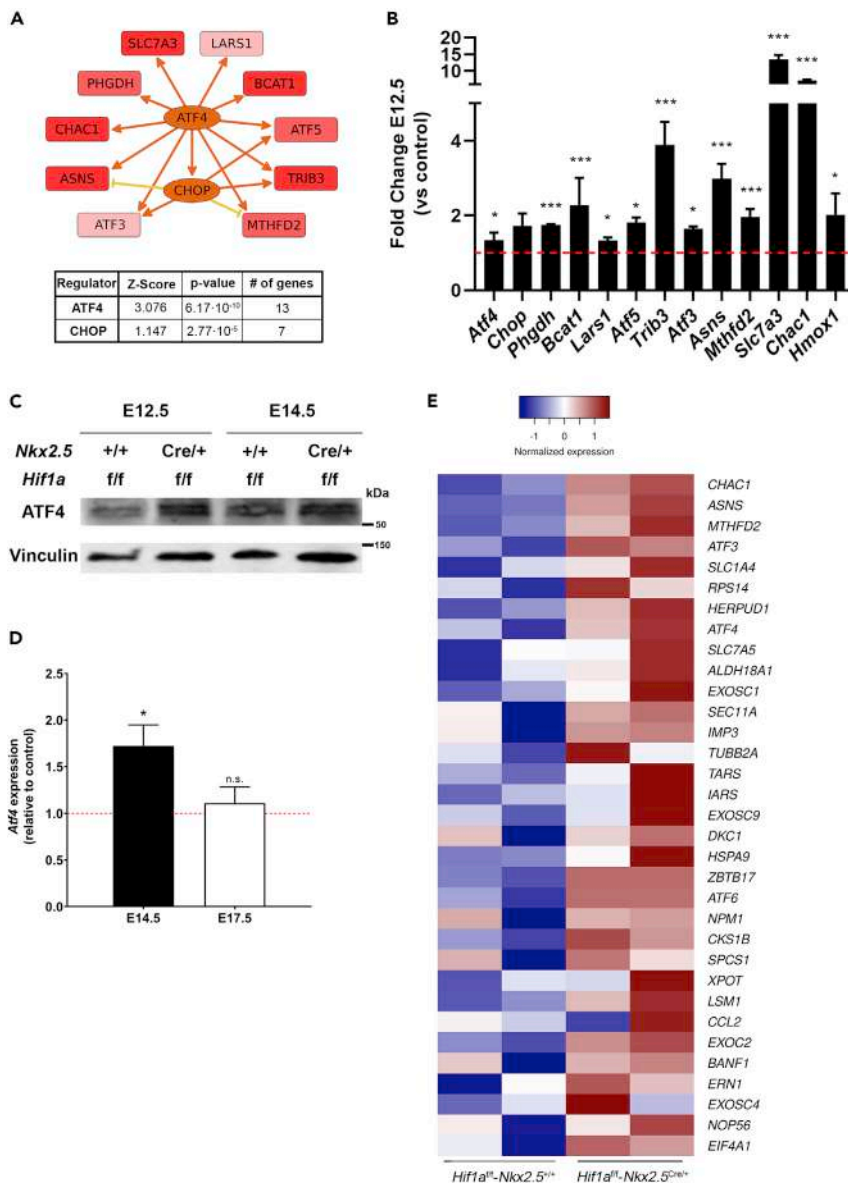 A
SLC7A3 LARS1
PHGDH BCAT1
ATF4
CHAC1 ATF5
ASNS CHOP TRIB3
ATF3 MTHFD2
Regulator Z-Score p-value # of genes
ATF4 3.076 6.17·10⁻¹⁰ 13
CHOP 1.147 2.77·10⁻⁵ 7
B
Fold Change E12.5
(vs control)
20
15
10
5
4
2
0
* *** *** * * *** * *** *** *** *** *
Atf4 Chop Phgdh Bcat1 Lars1 Atf5 Trib3 Atf3 Asns Mthfd2 Slc7a3 Chac1 Hmox1
C
E12.5 E14.5
Nkx2.5 +/+ Cre/+ +/+ Cre/+
Hif1a f/f f/f f/f f/f
kDa
ATF4
50
Vinculin
150
D
Atf4 expression
(relative to control)
2.5
2.0
1.5
1.0
0.5
0.0
* n.s.
E14.5 E17.5
E
-1 0 1
Normalized expression
CHAC1
ASNS
MTHFD2
ATF3
SLC1A4
RPS14
HERPUD1
ATF4
SLC7A5
ALDH18A1
EXOSC1
SEC11A
IMP3
TUBB2A
TARS
IARS
EXOSC9
DKC1
HSPA9
ZBTB17
ATF6
NPM1
CKS1B
SPCS1
XPOT
LSM1
CCL2
EXOC2
BANF1
ERN1
EXOSC4
NOP56
EIF4A1
Hif1a^f/f-Nkx2.5^+/+ Hif1a^f/f-Nkx2.5^Cre/+